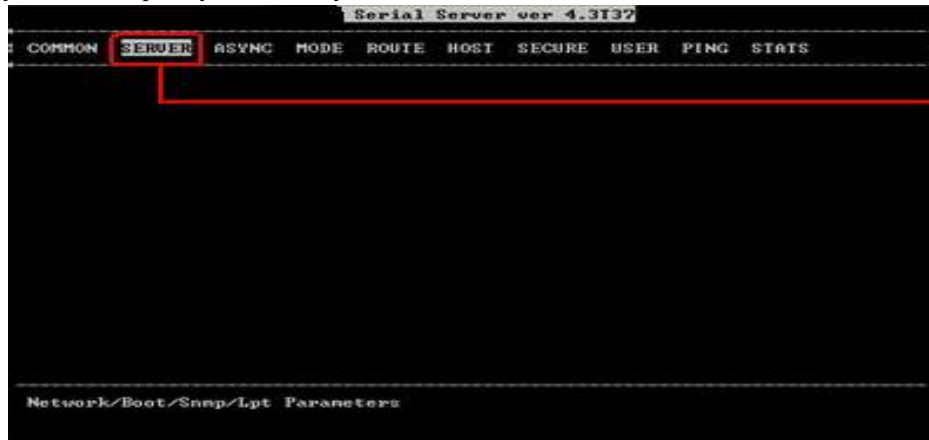 Serial Server ver 4.3T37
COMMON SERVER ASYNC MODE ROUTE HOST SECURE USER PING STATS
Network/Boot/Snmp/Lpt Parameters